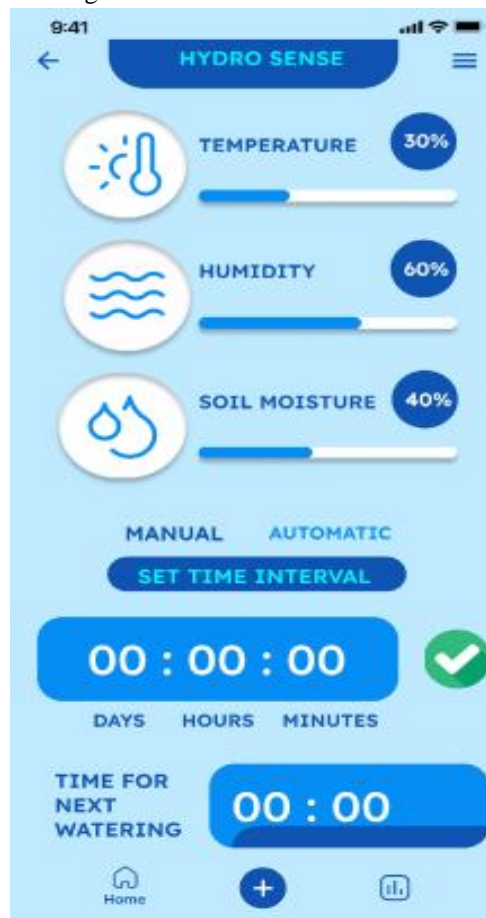 9:41
HYDRO SENSE
TEMPERATURE 30%
HUMIDITY 60%
SOIL MOISTURE 40%
MANUAL AUTOMATIC
SET TIME INTERVAL
00 : 00 : 00
DAYS HOURS MINUTES
TIME FOR
NEXT
WATERING
00 : 00
Home